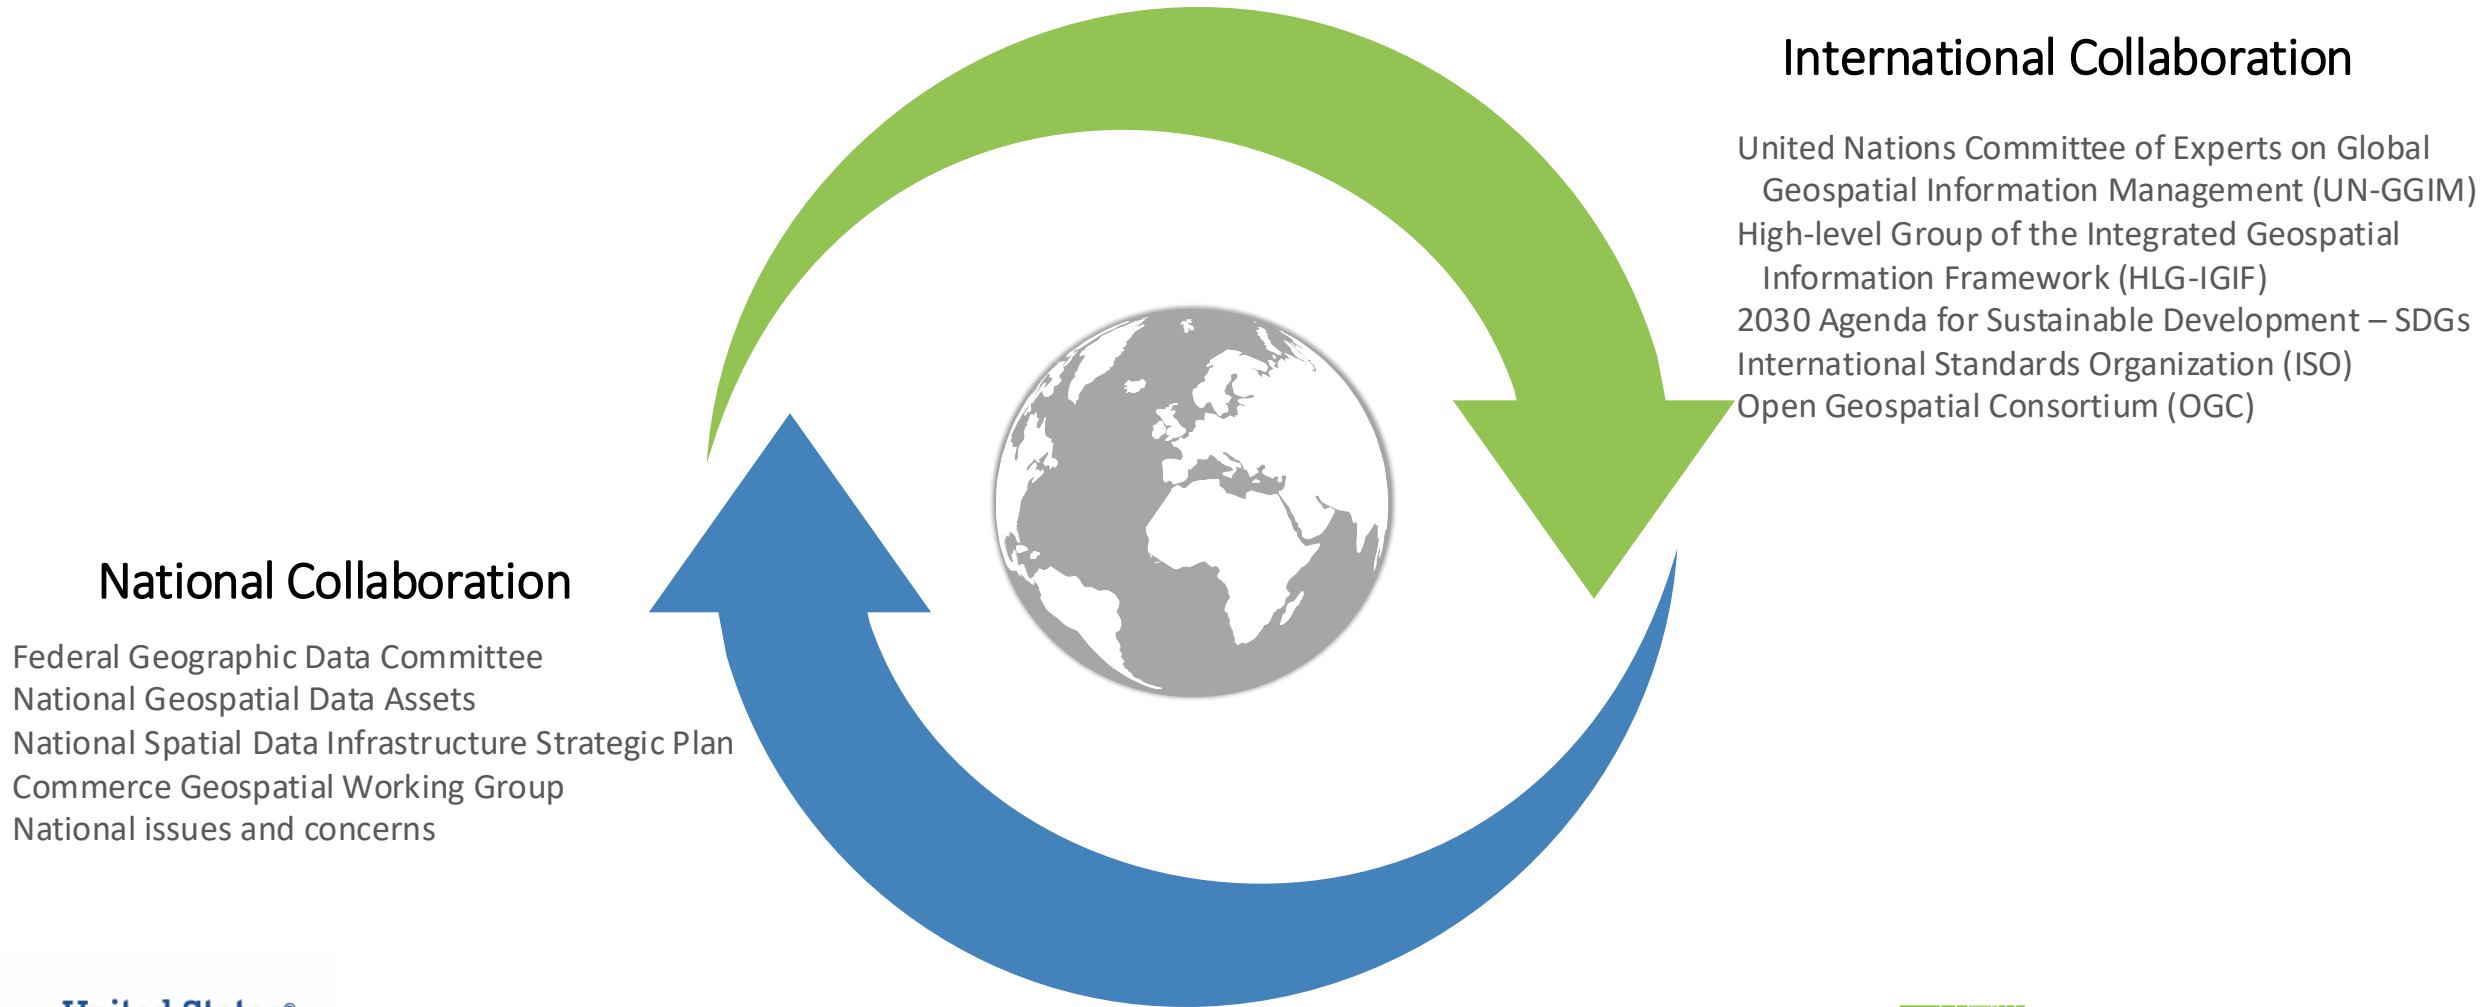 International Collaboration
United Nations Committee of Experts on Global
Geospatial Information Management (UN-GGIM)
High-level Group of the Integrated Geospatial
Information Framework (HLG-IGIF)
2030 Agenda for Sustainable Development – SDGs
International Standards Organization (ISO)
Open Geospatial Consortium (OGC)
National Collaboration
Federal Geographic Data Committee
National Geospatial Data Assets
National Spatial Data Infrastructure Strategic Plan
Commerce Geospatial Working Group
National issues and concerns
United States®